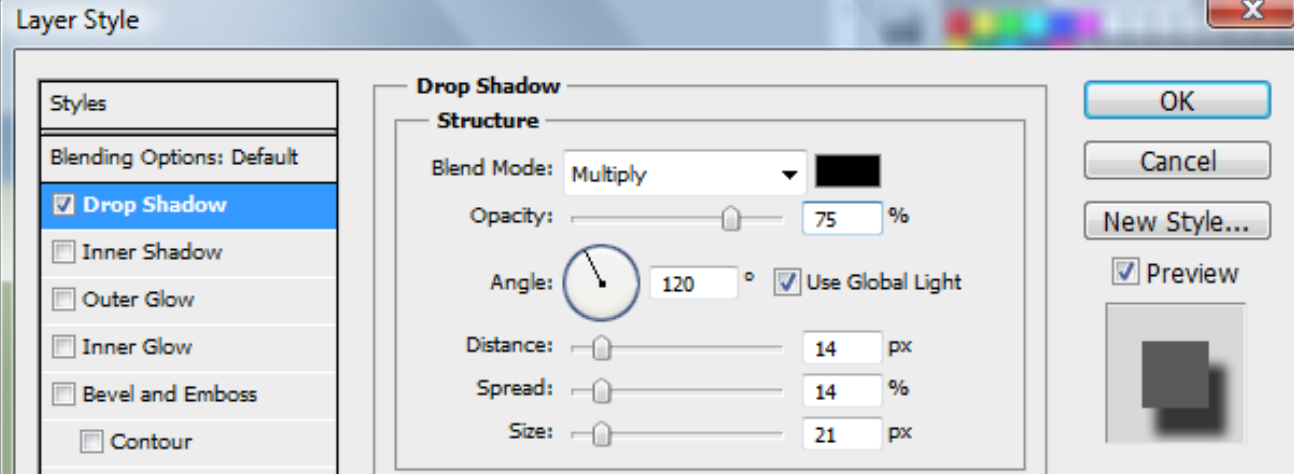 Layer Style
X
Styles
Blending Options: Default
Drop Shadow
Inner Shadow
Outer Glow
Inner Glow
Bevel and Emboss
Contour
Drop Shadow
Structure
Blend Mode: Multiply
Opacity: 75 %
Angle: 120 ° Use Global Light
Distance: 14 px
Spread: 14 %
Size: 21 px
OK
Cancel
New Style...
Preview